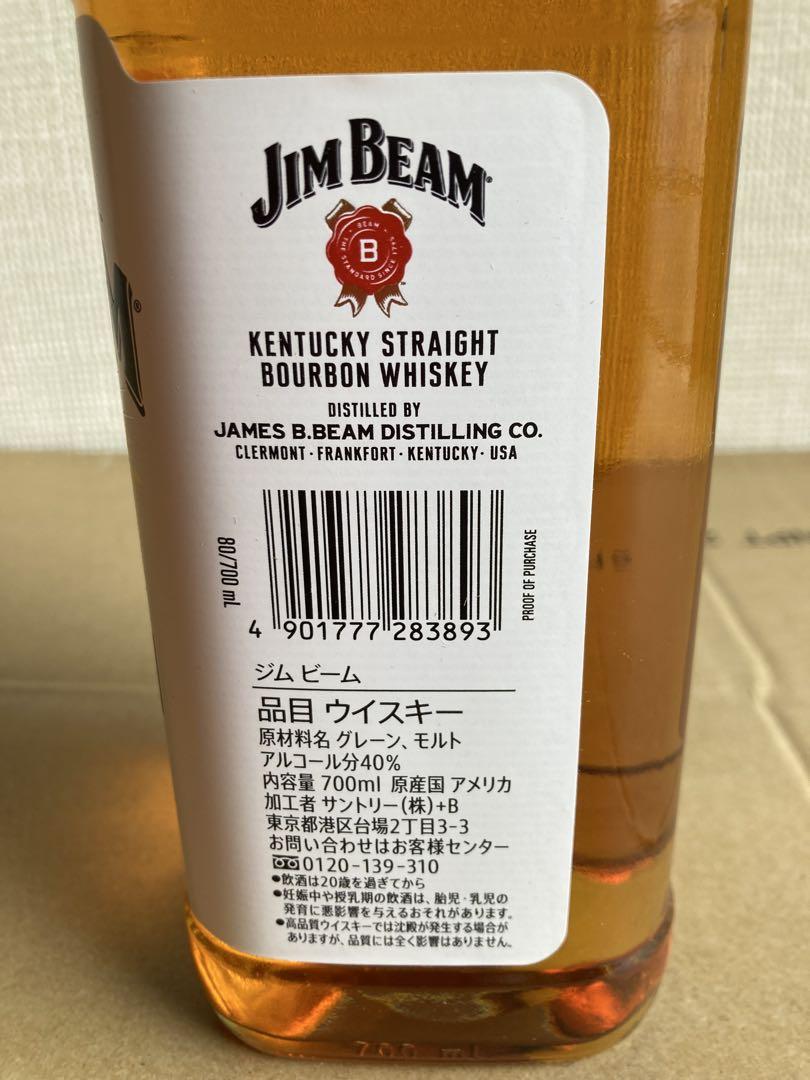 JIM BEAM
BEAM
THE STANDARD SINCE 1795
B
KENTUCKY STRAIGHT
BOURBON WHISKEY
DISTILLED BY
JAMES B.BEAM DISTILLING CO.
CLERMONT・FRANKFORT・KENTUCKY・USA
80/700 mL
PROOF OF PURCHASE
4 901777 283893
ジム ビーム
品目 ウイスキー
原材料名 グレーン、モルト
アルコール分40%
内容量 700ml 原産国 アメリカ
加工者 サントリー(株)+B
東京都港区台場2丁目3-3
お問い合わせはお客様センター
0120-139-310
●飲酒は20歳を過ぎてから
●妊娠中や授乳期の飲酒は、胎児・乳児の
発育に悪影響を与えるおそれがあります。
●高品質ウイスキーでは沈殿が発生する場合が
ありますが、品質には全く影響はありません。
700 ml